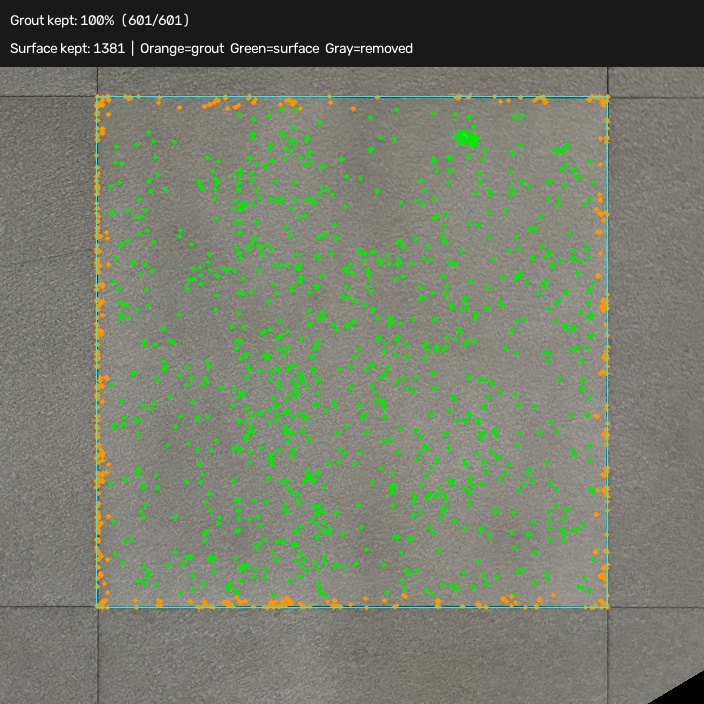 Grout kept: 100%  (601/601)
Surface kept: 1381 | Orange=grout  Green=surface  Gray=removed